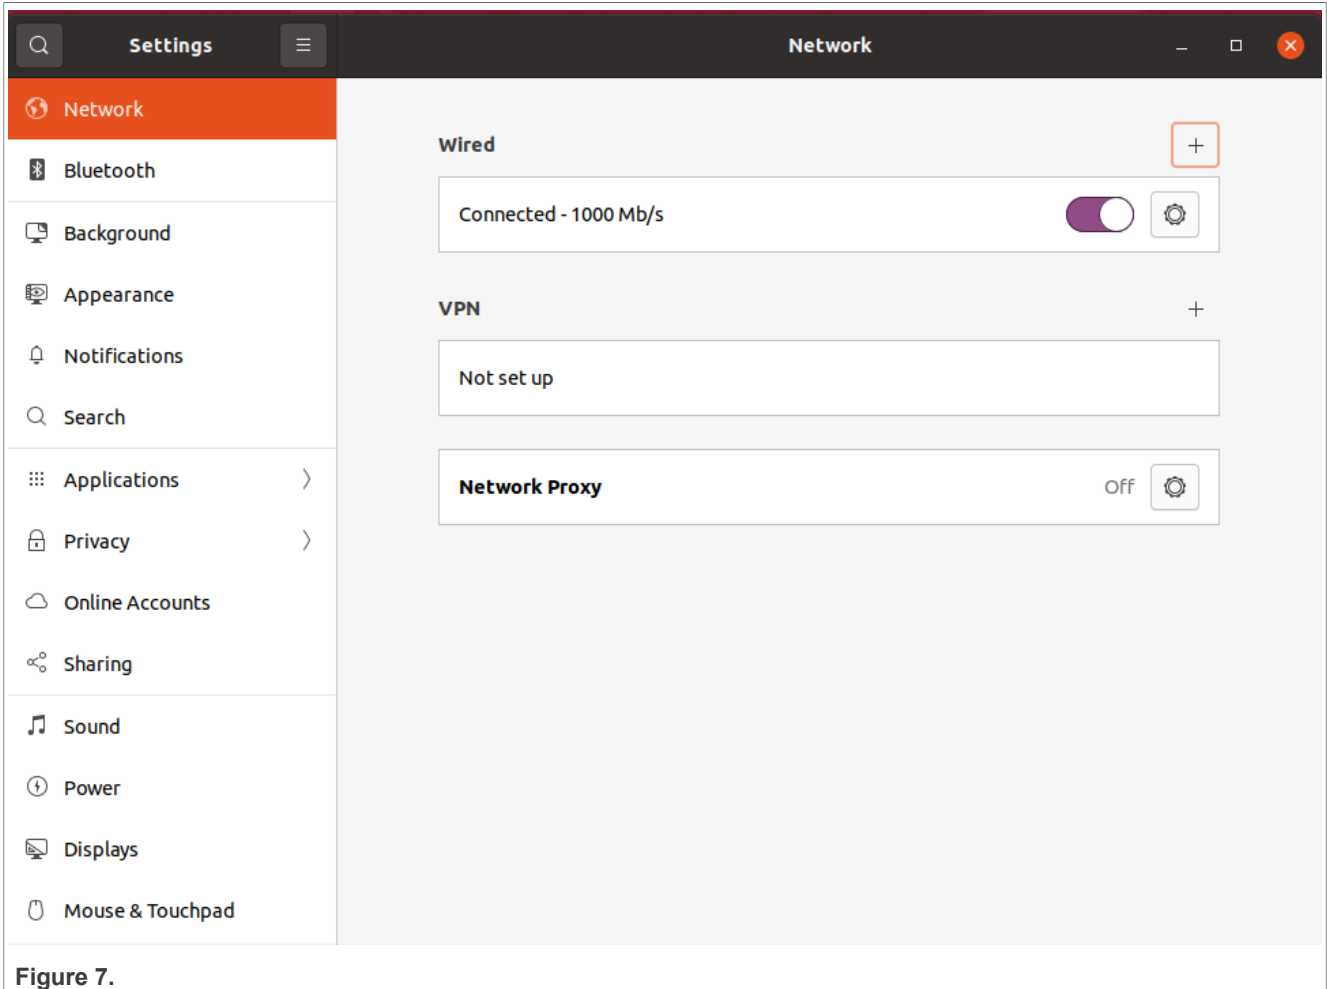 Settings
Network
Network
Bluetooth
Background
Appearance
Notifications
Search
Applications
Privacy
Online Accounts
Sharing
Sound
Power
Displays
Mouse & Touchpad
Wired
Connected - 1000 Mb/s
VPN
Not set up
Network Proxy Off
Figure 7.